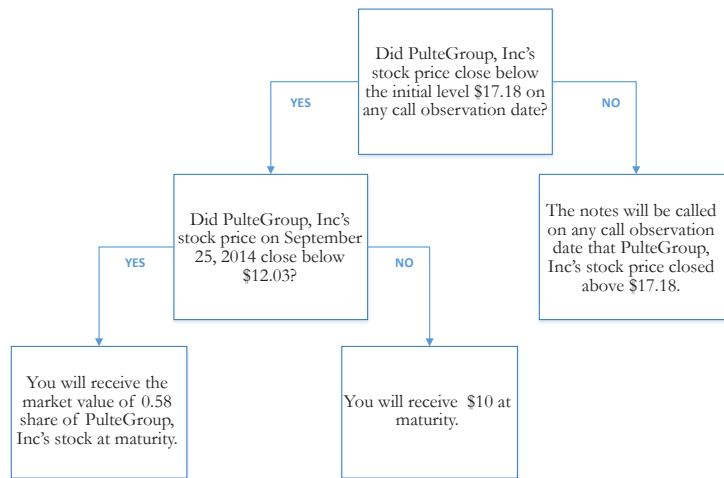 Did PulteGroup, Inc's
stock price close below
the initial level $17.18 on
any call observation date?
YES
NO
Did PulteGroup, Inc's
stock price on September
25, 2014 close below
$12.03?
The notes will be called
on any call observation
date that PulteGroup,
Inc's stock price closed
above $17.18.
YES
NO
You will receive the
market value of 0.58
share of PulteGroup,
Inc's stock at maturity.
You will receive $10 at
maturity.